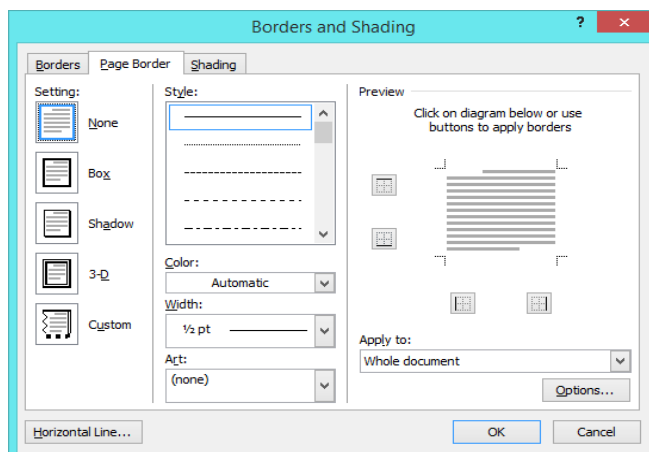 Borders and Shading
?
×
Borders
Page Border
Shading
Setting:
None
Box
Shadow
3-D
Custom
Style:
Color:
Automatic
Width:
½ pt
Art:
(none)
Preview
Click on diagram below or use
buttons to apply borders
Apply to:
Whole document
Options...
Horizontal Line...
OK
Cancel